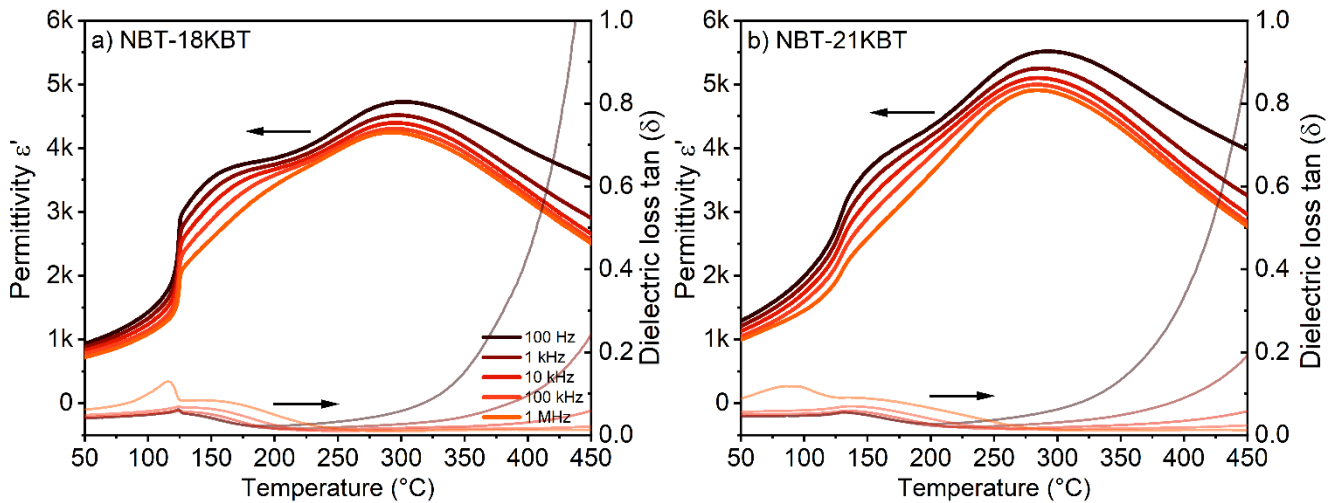 a) NBT-18KBT
6k
5k
4k
3k
2k
1k
0
Permittivity ε'
1.0
0.8
0.6
0.4
0.2
0.0
Dielectric loss tan (δ)
100 Hz
1 kHz
10 kHz
100 kHz
1 MHz
50 100 150 200 250 300 350 400 450
Temperature (°C)
b) NBT-21KBT
6k
5k
4k
3k
2k
1k
0
Permittivity ε'
1.0
0.8
0.6
0.4
0.2
0.0
Dielectric loss tan (δ)
50 100 150 200 250 300 350 400 450
Temperature (°C)